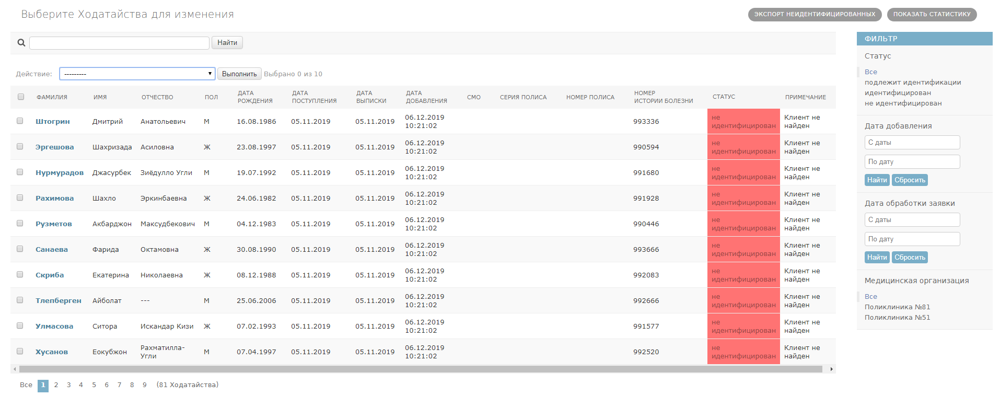 Выберите Ходатайства для изменения
ЭКСПОРТ НЕИДЕНТИФИЦИРОВАННЫХ ПОКАЗАТЬ СТАТИСТИКУ
Найти
Действие: --------- Выполнить Выбрано 0 из 10
ФАМИЛИЯ ИМЯ ОТЧЕСТВО ПОЛ ДАТА РОЖДЕНИЯ ДАТА ПОСТУПЛЕНИЯ ДАТА ВЫПИСКИ ДАТА ДОБАВЛЕНИЯ СМО СЕРИЯ ПОЛИСА НОМЕР ПОЛИСА НОМЕР ИСТОРИИ БОЛЕЗНИ СТАТУС ПРИМЕЧАНИЕ
Штогрин Дмитрий Анатольевич М 16.08.1986 05.11.2019 05.11.2019 06.12.2019 10:21:02 993336 не идентифицирован Клиент не найден
Эргешова Шахризада Асиловна Ж 23.08.1997 05.11.2019 05.11.2019 06.12.2019 10:21:02 990594 не идентифицирован Клиент не найден
Нурмурадов Джасурбек Зиёдулло Угли М 19.07.1992 05.11.2019 05.11.2019 06.12.2019 10:21:02 991680 не идентифицирован Клиент не найден
Рахимова Шахло Эркинбаевна Ж 24.06.1982 05.11.2019 05.11.2019 06.12.2019 10:21:02 991928 не идентифицирован Клиент не найден
Рузметов Акбарджон Максудбекович М 04.12.1983 05.11.2019 05.11.2019 06.12.2019 10:21:02 990446 не идентифицирован Клиент не найден
Санаева Фарида Октамовна Ж 30.08.1990 05.11.2019 05.11.2019 06.12.2019 10:21:02 993666 не идентифицирован Клиент не найден
Скриба Екатерина Николаевна Ж 08.12.1988 05.11.2019 05.11.2019 06.12.2019 10:21:02 992083 не идентифицирован Клиент не найден
Тлепберген Айболат --- М 25.06.2006 05.11.2019 05.11.2019 06.12.2019 10:21:02 992666 не идентифицирован Клиент не найден
Улмасова Ситора Искандар Кизи Ж 07.02.1993 05.11.2019 05.11.2019 06.12.2019 10:21:02 991577 не идентифицирован Клиент не найден
Хусанов Еокубжон Рахматилла-Угли М 07.04.1997 05.11.2019 05.11.2019 06.12.2019 10:21:02 992520 не идентифицирован Клиент не найден
Все 1 2 3 4 5 6 7 8 9 (81 Ходатайства)
ФИЛЬТР
Статус
Все
подлежит идентификации
идентифицирован
не идентифицирован
Дата добавления
С даты
По дату
Найти Сбросить
Дата обработки заявки
С даты
По дату
Найти Сбросить
Медицинская организация
Все
Поликлиника №81
Поликлиника №51